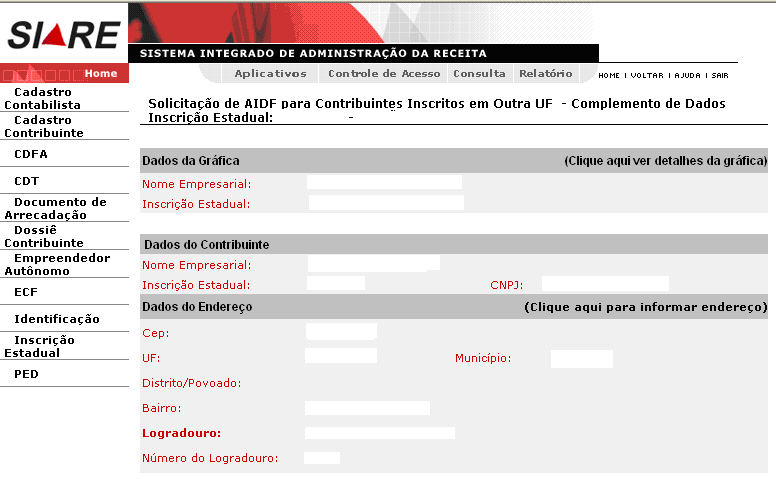 SIARE
SISTEMA INTEGRADO DE ADMINISTRAÇÃO DA RECEITA
Home
Aplicativos | Controle de Acesso | Consulta | Relatório
HOME | VOLTAR | AJUDA | SAIR
Cadastro
Contabilista
Cadastro
Contribuinte
CDFA
CDT
Documento de
Arrecadação
Dossiê
Contribuinte
Empreendedor
Autônomo
ECF
Identificação
Inscrição
Estadual
PED
Solicitação de AIDF para Contribuintes Inscritos em Outra UF - Complemento de Dados
Inscrição Estadual: -
Dados da Gráfica (Clique aqui ver detalhes da gráfica)
Nome Empresarial:
Inscrição Estadual:
Dados do Contribuinte
Nome Empresarial:
Inscrição Estadual: CNPJ:
Dados do Endereço (Clique aqui para informar endereço)
Cep:
UF: Município:
Distrito/Povoado:
Bairro:
Logradouro:
Número do Logradouro: